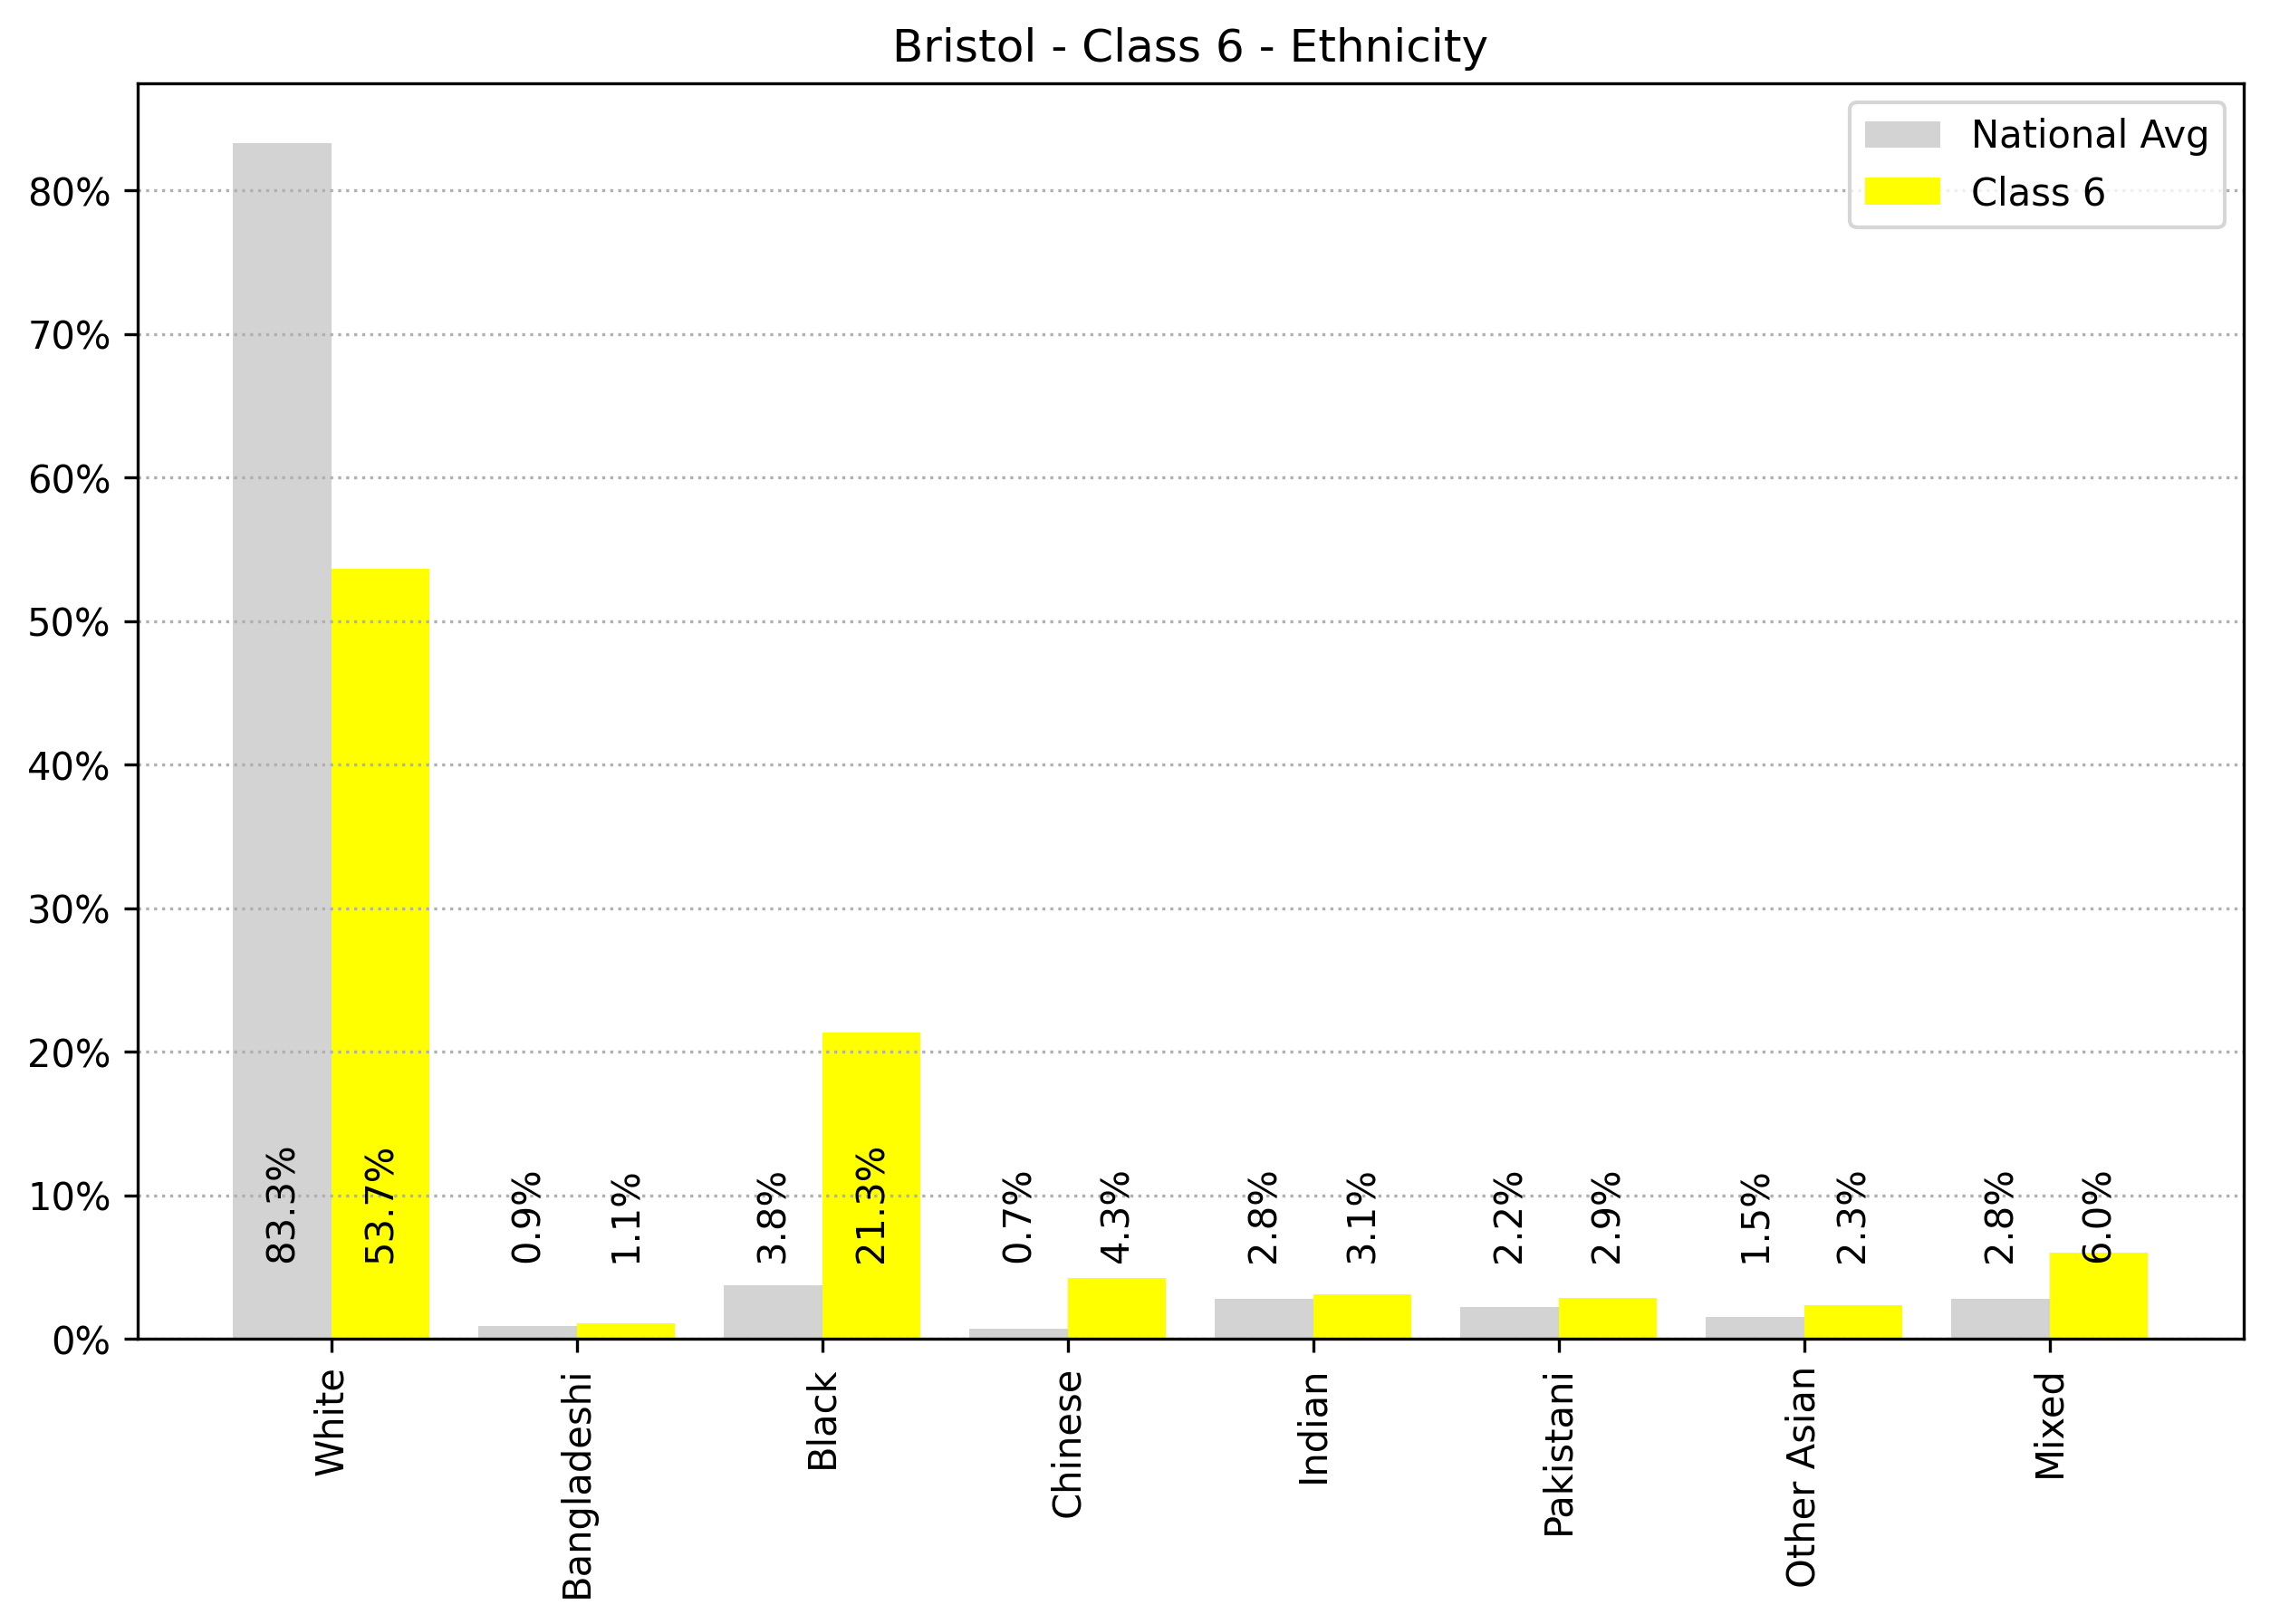 Bristol - Class 6 - Ethnicity
National Avg
Class 6
80%
70%
60%
50%
40%
30%
20%
10%
0%
83.3%
53.7%
0.9%
1.1%
3.8%
21.3%
0.7%
4.3%
2.8%
3.1%
2.2%
2.9%
1.5%
2.3%
2.8%
6.0%
White
Bangladeshi
Black
Chinese
Indian
Pakistani
Other Asian
Mixed